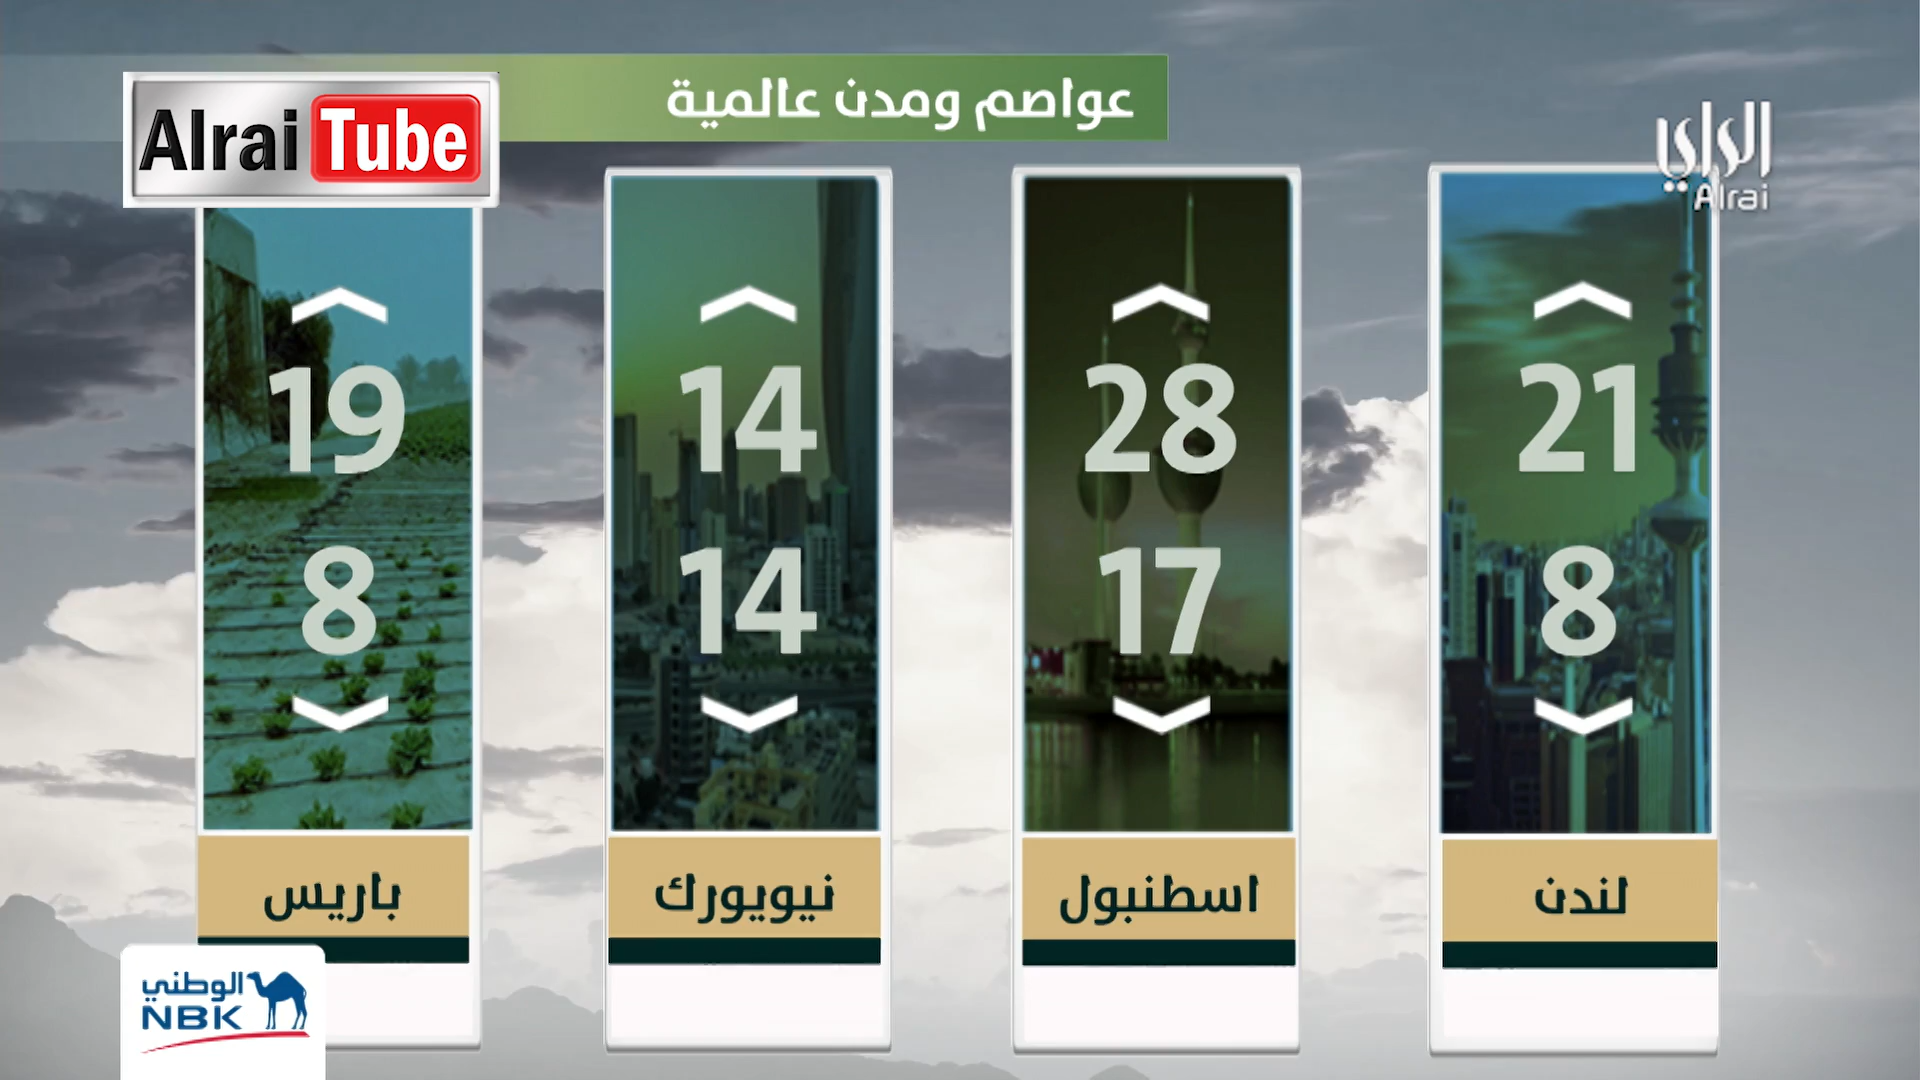 عواصم ومدن عالمية
Alrai Tube
الراي
Alrai
21
8
لندن
28
17
اسطنبول
14
14
نيويورك
19
8
باريس
الوطني
NBK